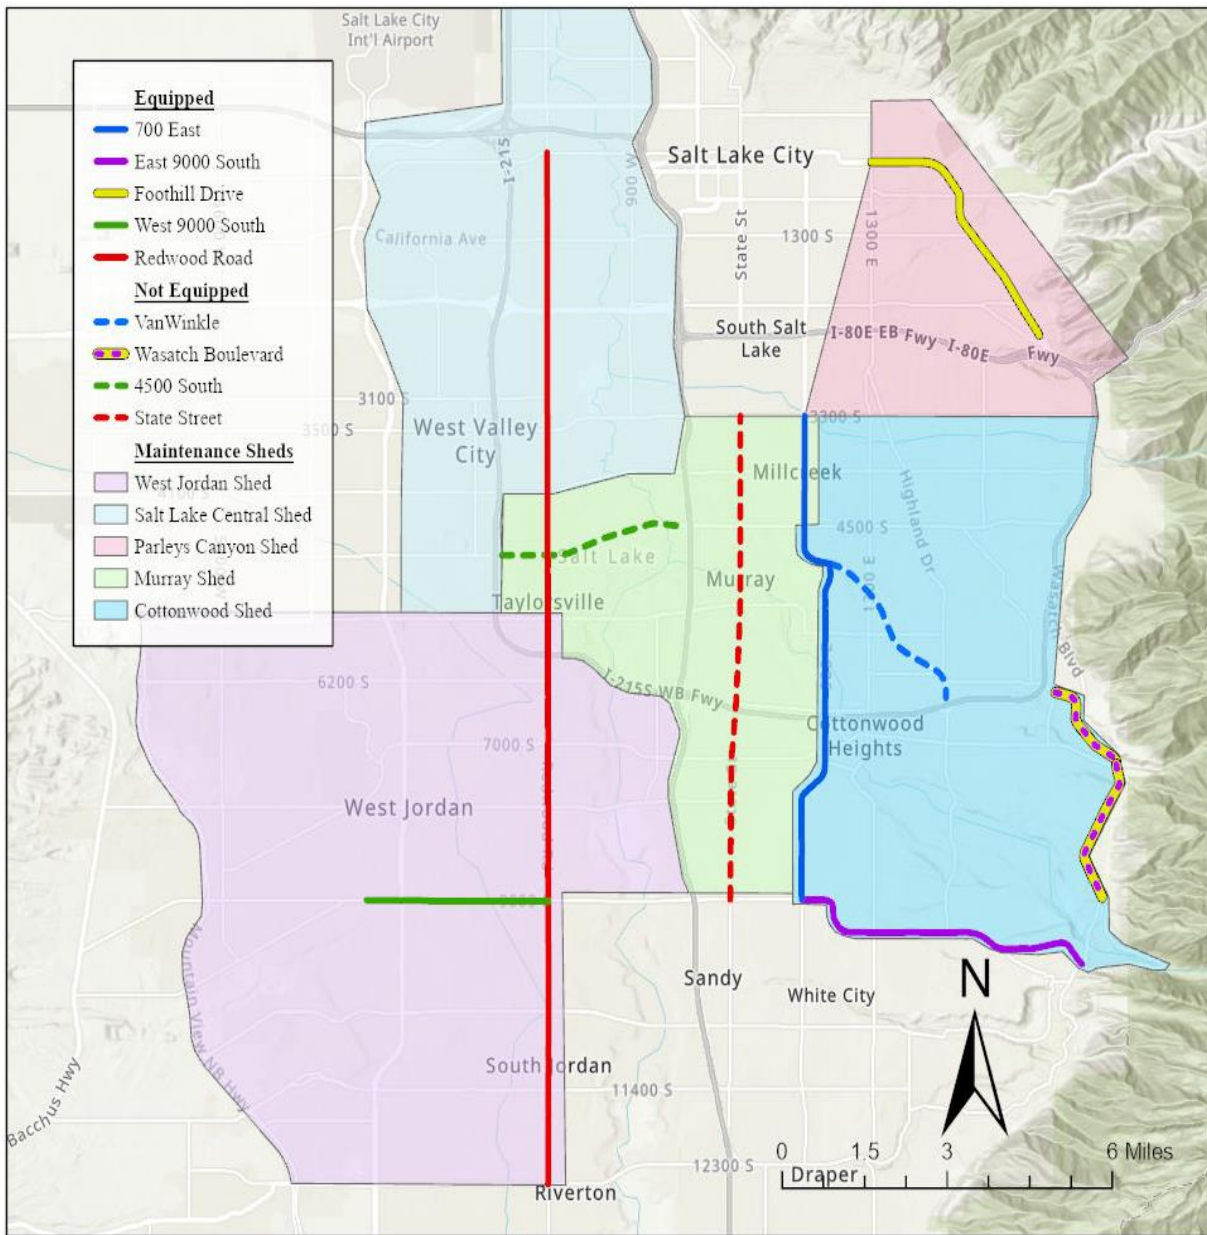 Salt Lake City
Int'l Airport
Equipped
700 East
East 9000 South
Foothill Drive
West 9000 South
Redwood Road
Not Equipped
VanWinkle
Wasatch Boulevard
4500 South
State Street
Maintenance Sheds
West Jordan Shed
Salt Lake Central Shed
Parleys Canyon Shed
Murray Shed
Cottonwood Shed
I-215
900 W
Salt Lake City
California Ave
State St
1300 S
1300 E
South Salt
Lake
I-80E EB Fwy
I-80E
Fwy
3100 S
3500 S
3300 S
West Valley
City
Millcreek
Highland Dr
4100 S
4500 S
Salt Lake
Murray
Taylorsville
1300 E
Wasatch Blvd
6200 S
I-215S WB Fwy
Cottonwood
Heights
7000 S
West Jordan
Mountain View NB Hwy
Sandy
White City
N
South Jordan
11400 S
Bacchus Hwy
12300 S
Draper
Riverton
0 1.5 3 6 Miles